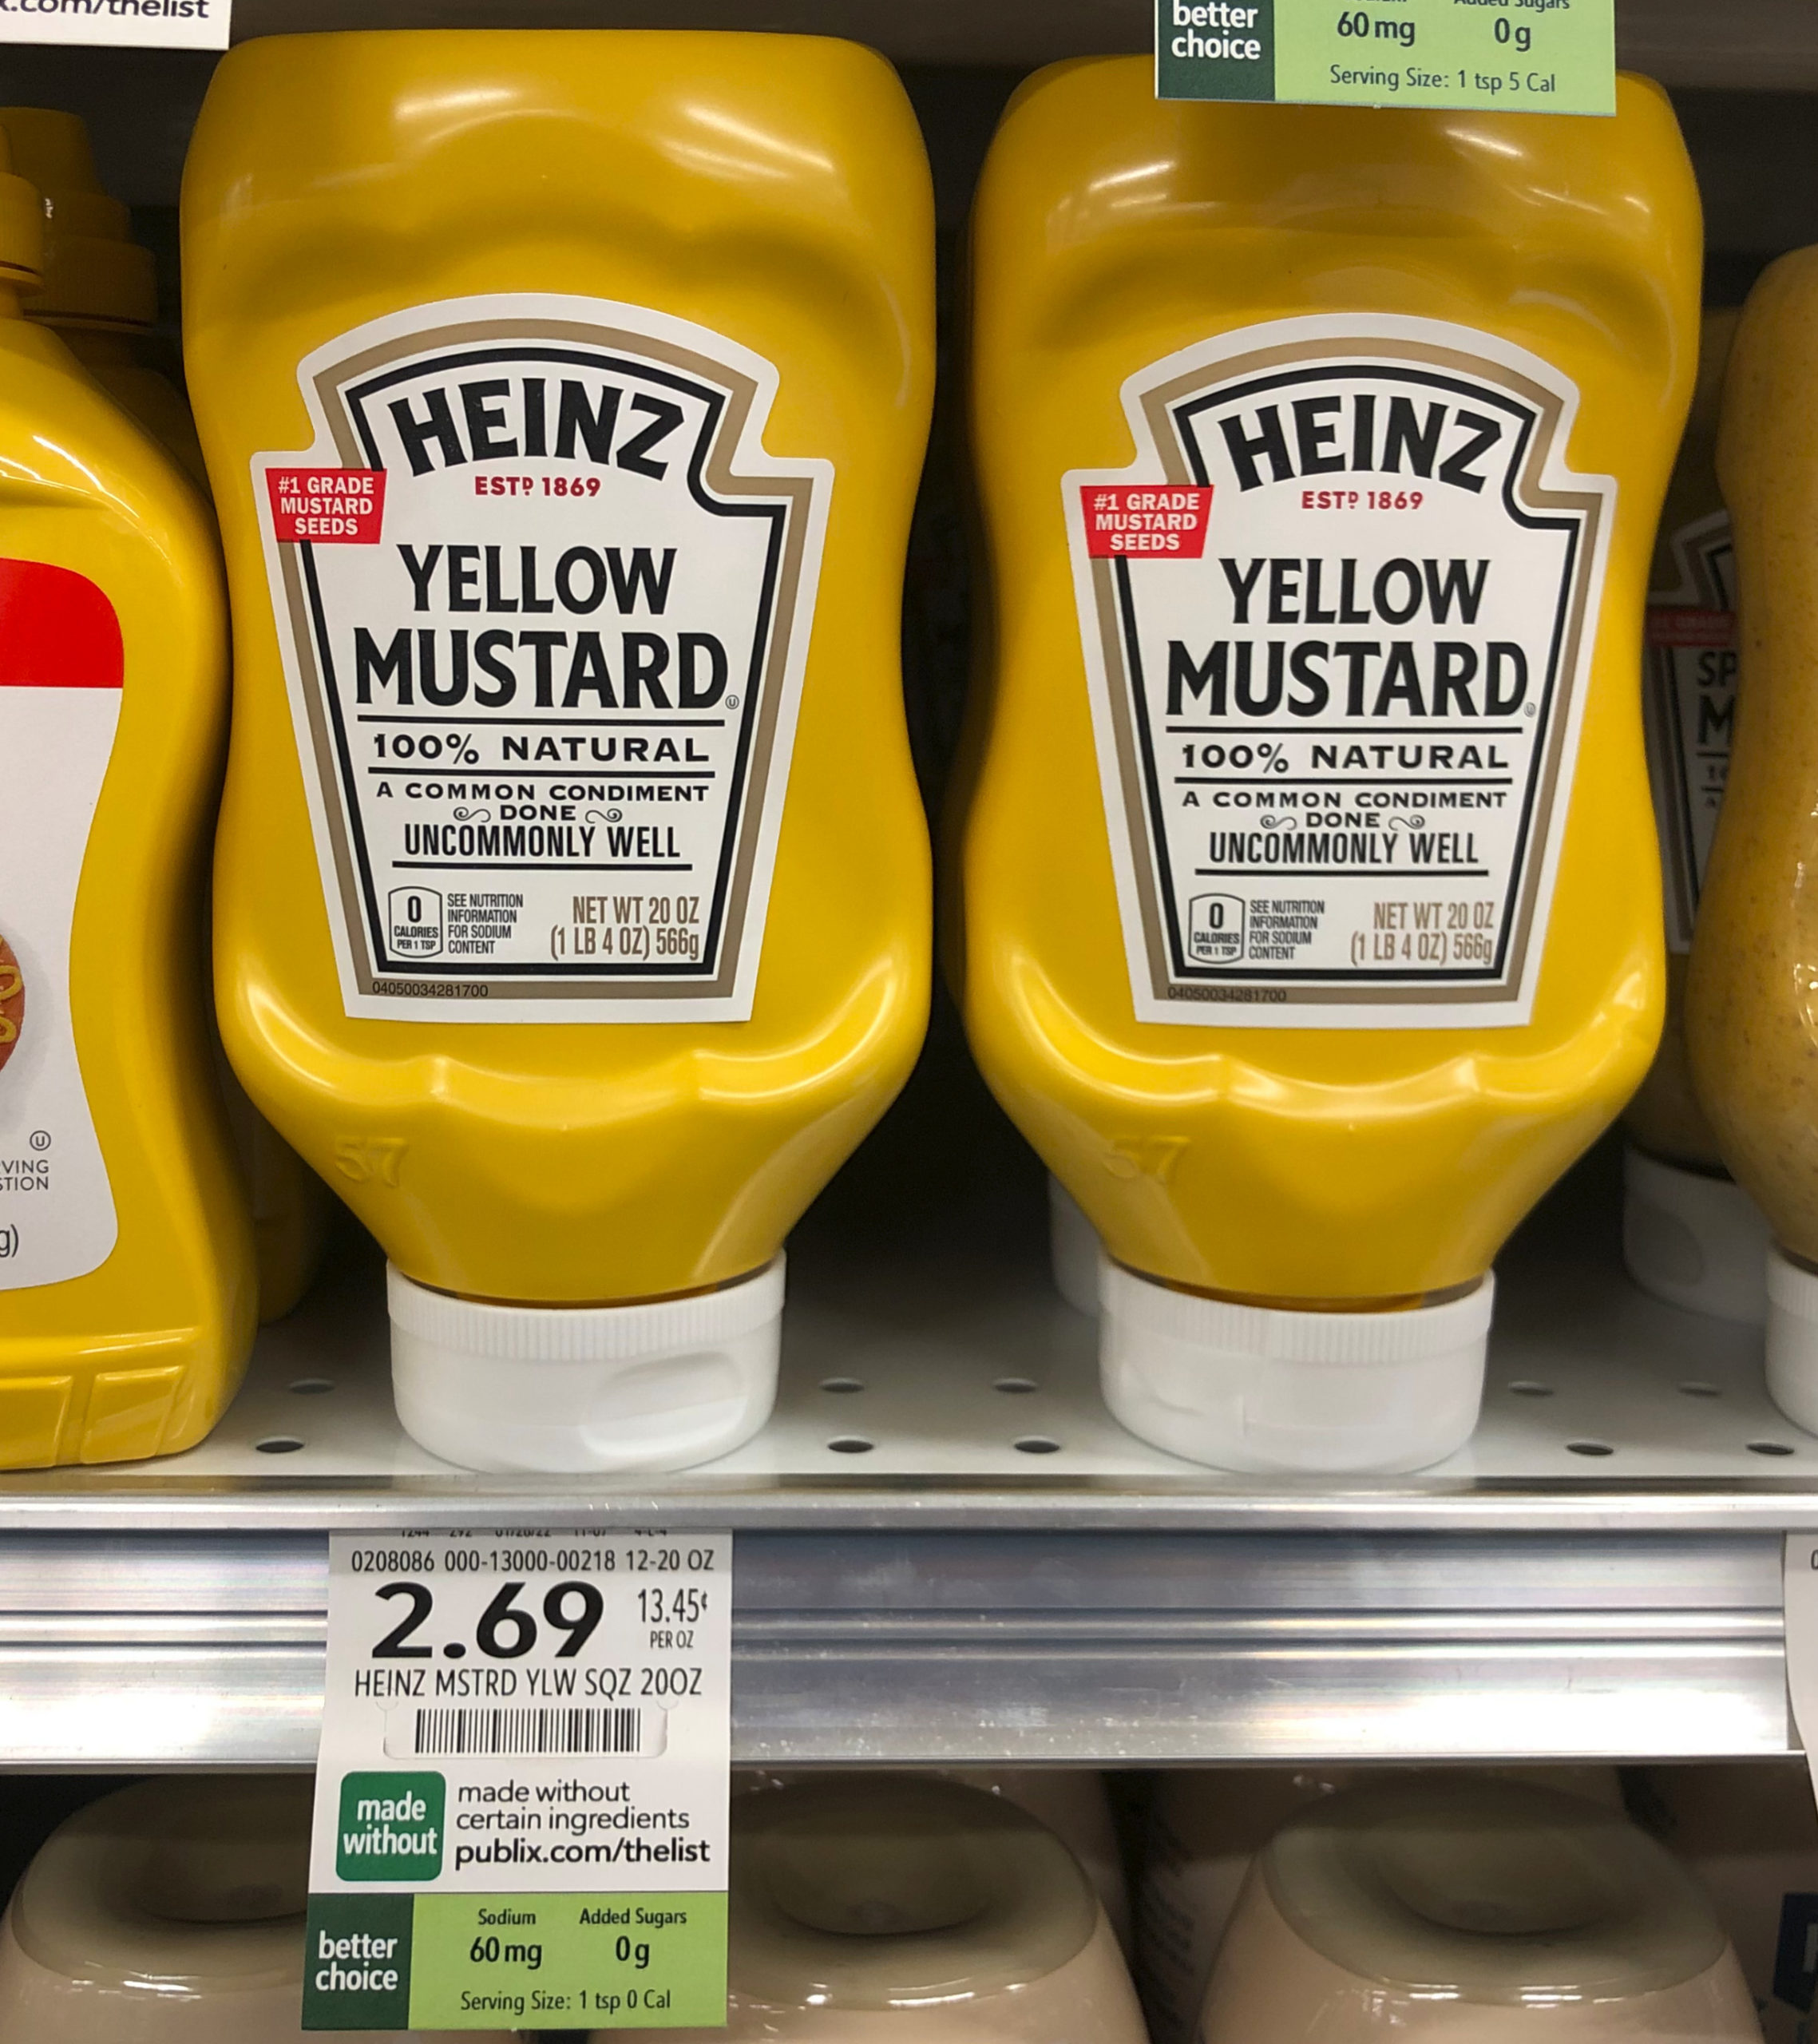 .com/thelist
better
choice
60 mg 0 g
Serving Size: 1 tsp 5 Cal
HEINZ
ESTD 1869
#1 GRADE
MUSTARD
SEEDS
YELLOW
MUSTARD
U
100% NATURAL
A COMMON CONDIMENT
DONE
UNCOMMONLY WELL
0
CALORIES
PER 1 TSP
SEE NUTRITION
INFORMATION
FOR SODIUM
CONTENT
NET WT 20 OZ
(1 LB 4 OZ) 566g
04050034281700
57
HEINZ
ESTD 1869
#1 GRADE
MUSTARD
SEEDS
YELLOW
MUSTARD
U
100% NATURAL
A COMMON CONDIMENT
DONE
UNCOMMONLY WELL
0
CALORIES
PER 1 TSP
SEE NUTRITION
INFORMATION
FOR SODIUM
CONTENT
NET WT 20 OZ
(1 LB 4 OZ) 566g
04050034281700
57
SP
M
U
VING
STION
g)
0208086 000-13000-00218 12-20 OZ
2.69
13.45¢
PER OZ
HEINZ MSTRD YLW SQZ 20OZ
made
without
made without
certain ingredients
publix.com/thelist
better
choice
Sodium Added Sugars
60 mg 0 g
Serving Size: 1 tsp 0 Cal